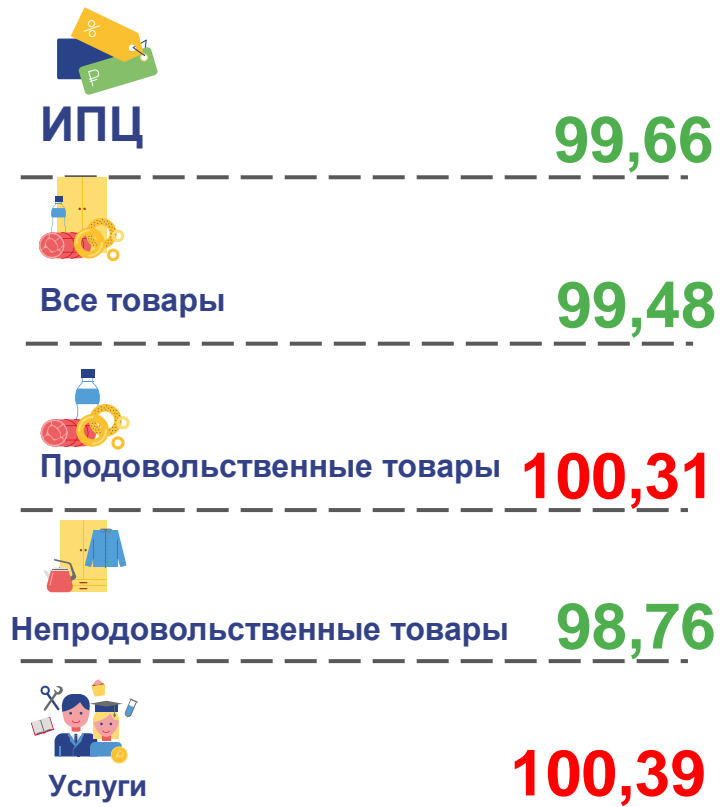 %
₽
ИПЦ
99,66
Все товары
99,48
Продовольственные товары
100,31
Непродовольственные товары
98,76
Услуги
100,39